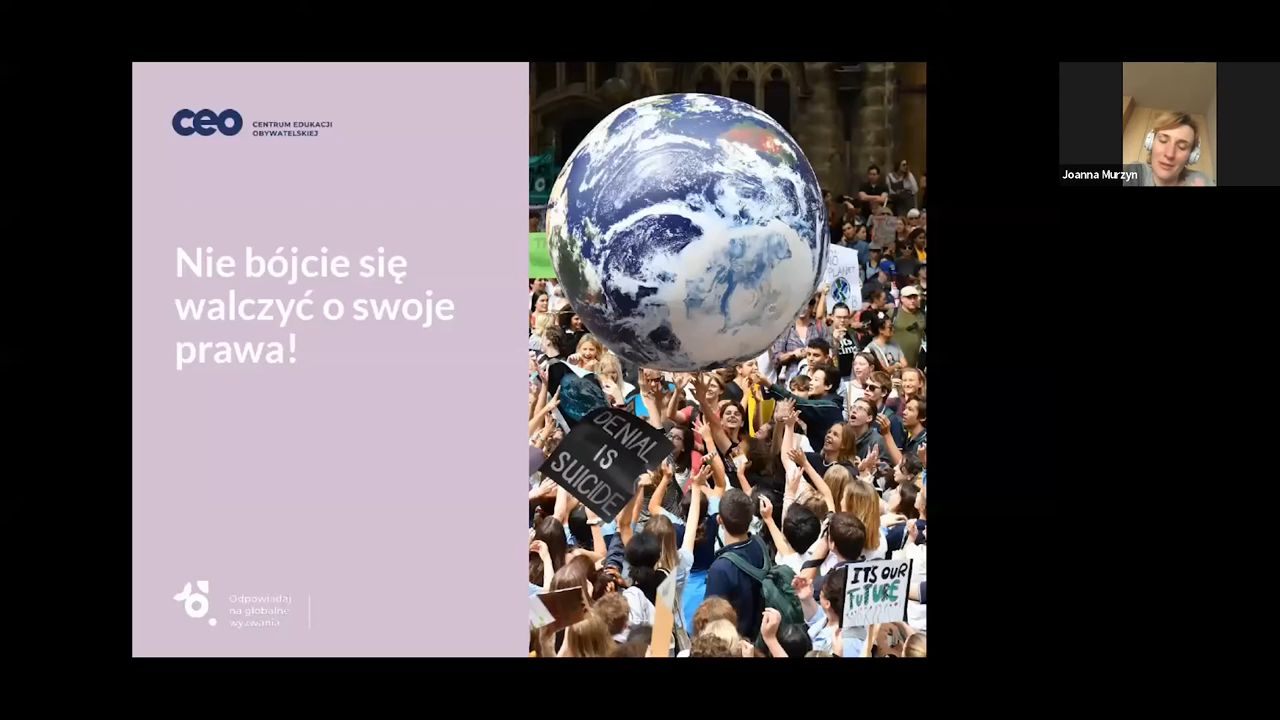 ceo
CENTRUM EDUKACJI
OBYWATELSKIEJ
Nie bójcie się
walczyć o swoje
prawa!
Odpowiadaj
na globalne
wyzwania
DENIAL
IS
SUICIDE
PLANET
ITS OUR
FUTURE
Joanna Murzyn